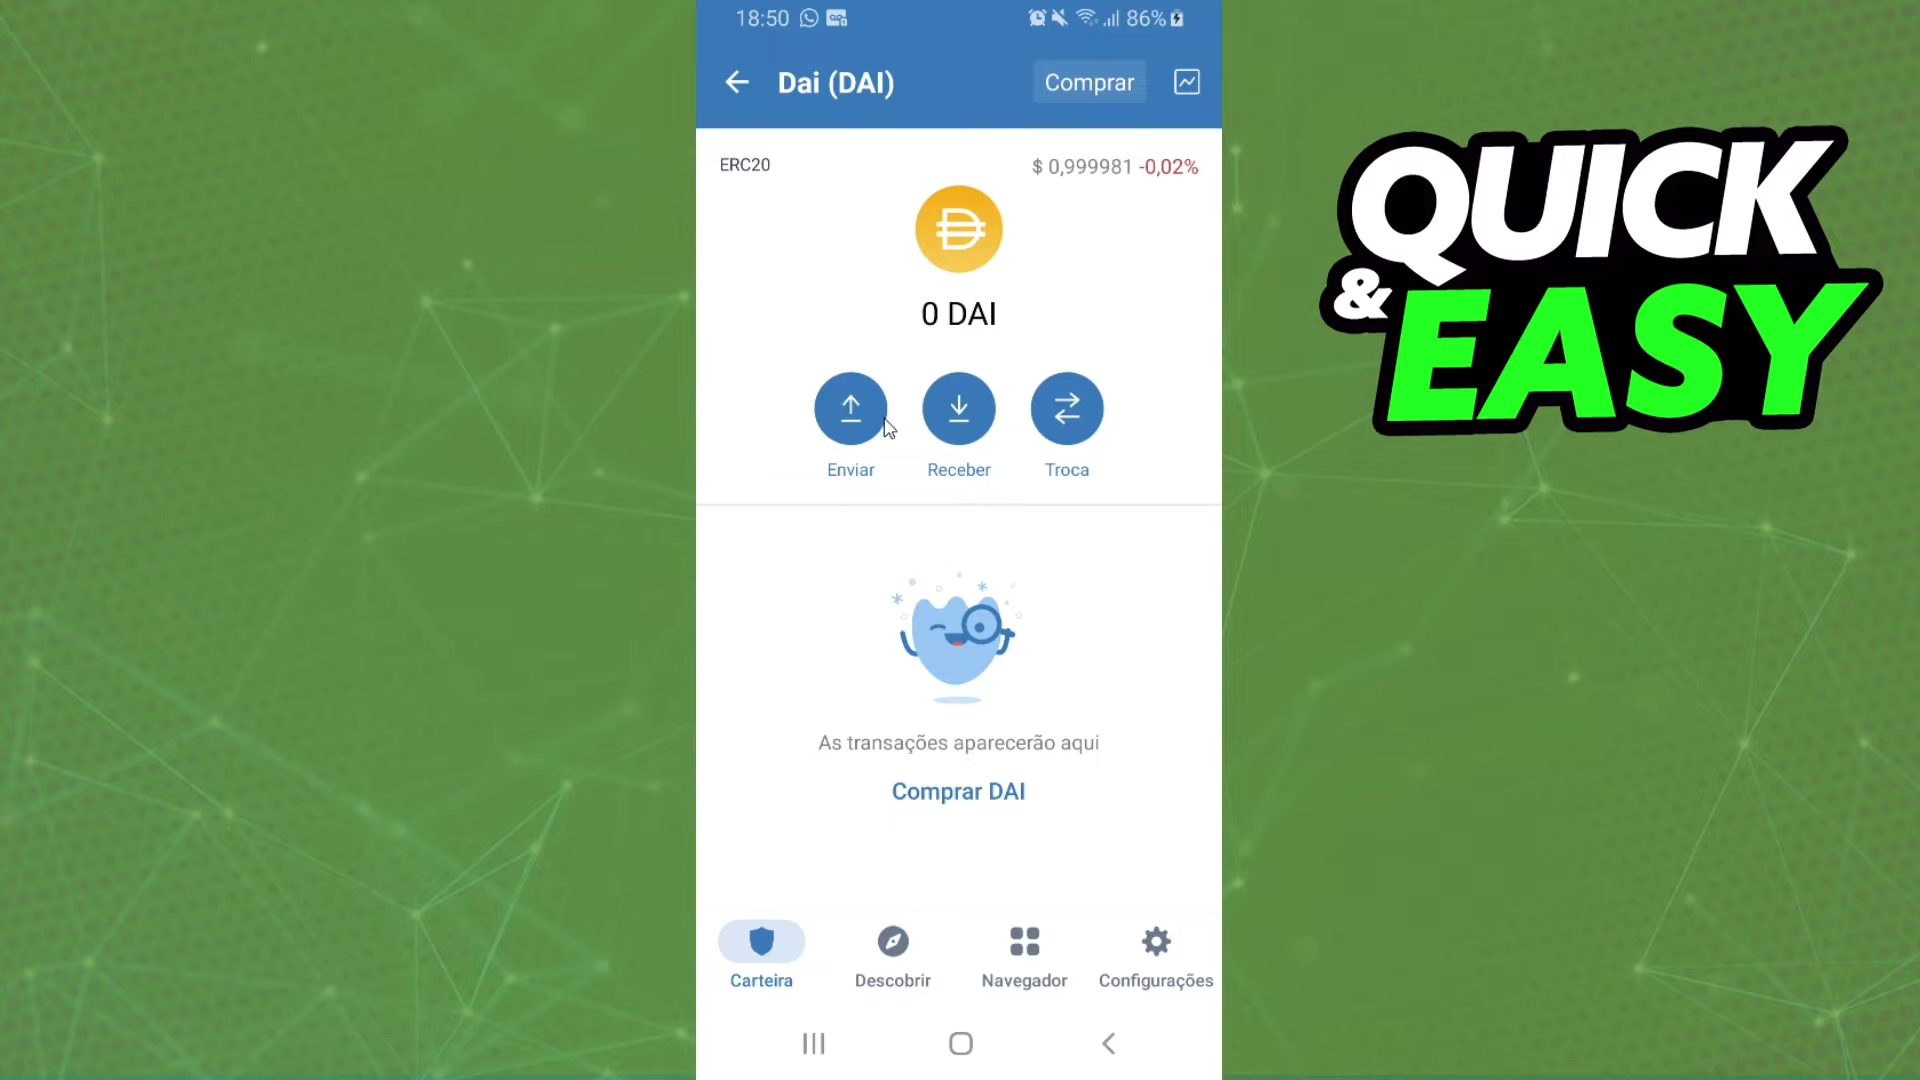 18:50
86%
Dai (DAI)
Comprar
ERC20
$ 0,999981 -0,02%
0 DAI
Enviar
Receber
Troca
As transações aparecerão aqui
Comprar DAI
Carteira
Descobrir
Navegador
Configurações
QUICK
& EASY